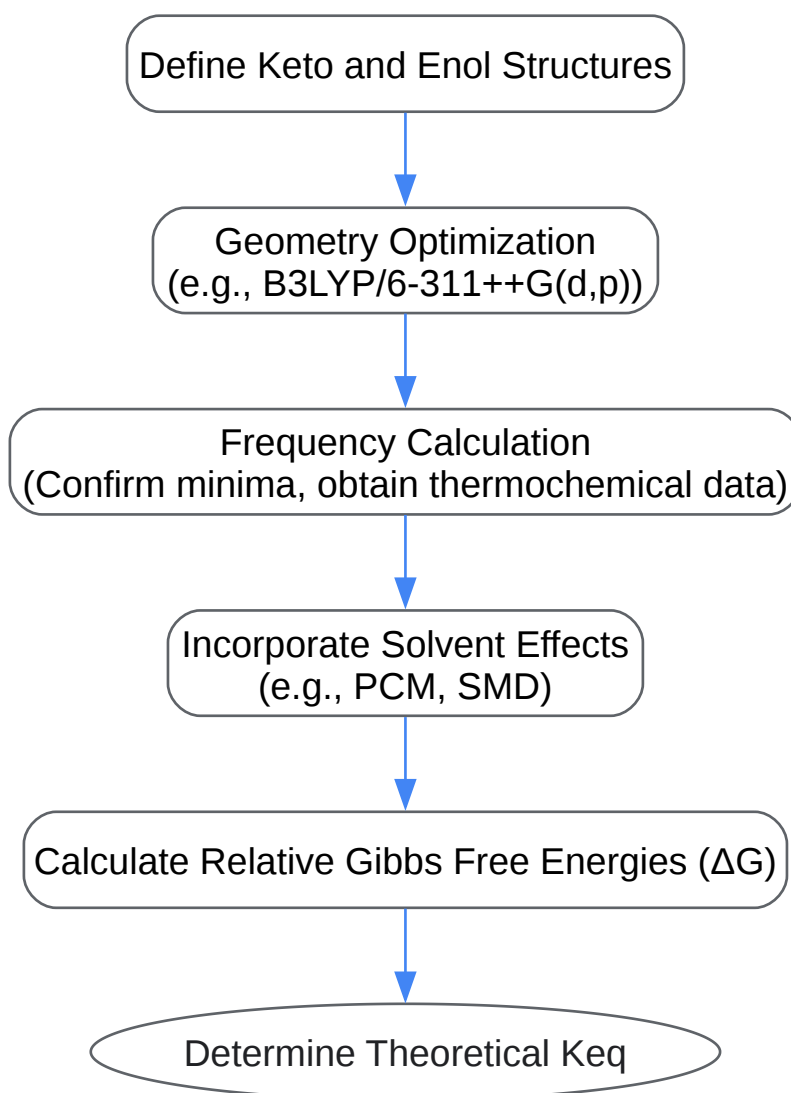 Define Keto and Enol Structures
Geometry Optimization
(e.g., B3LYP/6-311++G(d,p))
Frequency Calculation
(Confirm minima, obtain thermochemical data)
Incorporate Solvent Effects
(e.g., PCM, SMD)
Calculate Relative Gibbs Free Energies (ΔG)
Determine Theoretical Keq